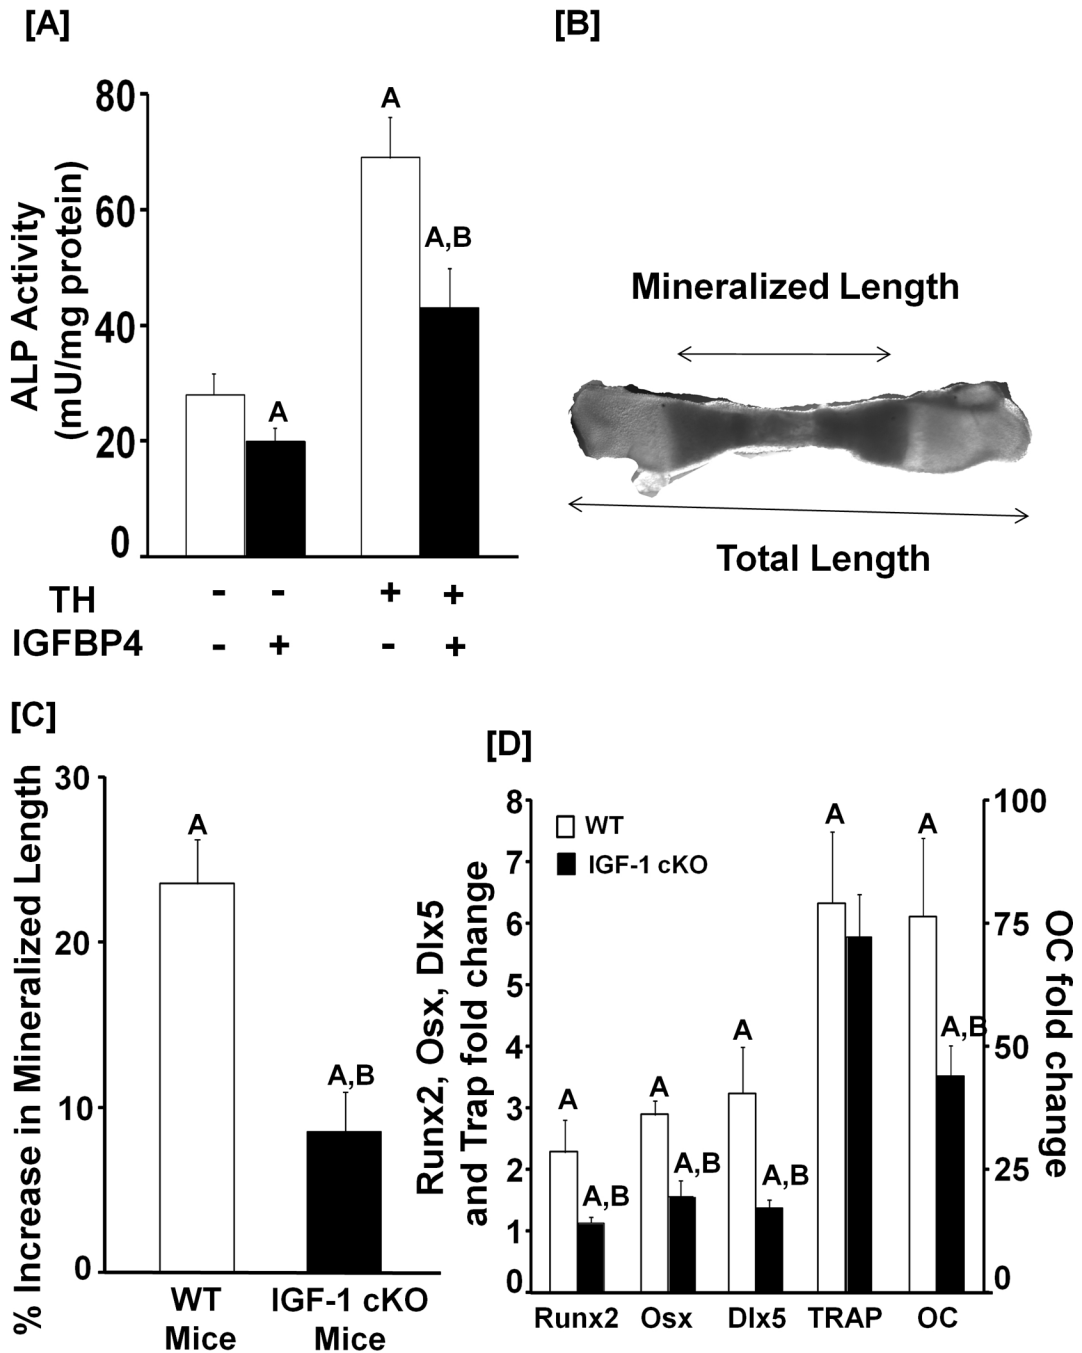 [A]
ALP Activity
(mU/mg protein)
80
60
40
20
0
A
A
A,B
TH - - + +
IGFBP4 - + - +
[B]
Mineralized Length
Total Length
[C]
% Increase in Mineralized Length
30
20
10
0
A
A,B
WT
Mice
IGF-1 cKO
Mice
[D]
Runx2, Osx, Dlx5
and Trap fold change
8
7
6
5
4
3
2
1
0
WT
IGF-1 cKO
A
A,B
A
A,B
A
A,B
A
A
A,B
100
75
50
25
0
OC fold change
Runx2 Osx Dlx5 TRAP OC